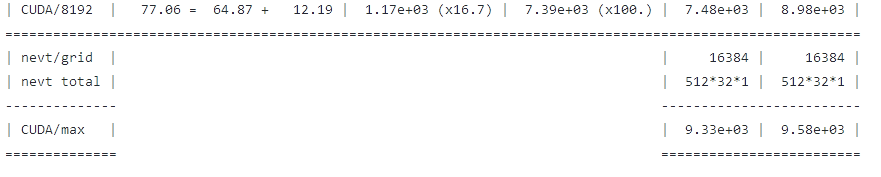 | CUDA/8192  |   77.06 =  64.87 +   12.19 |  1.17e+03 (x16.7) |  7.39e+03 (x100.) | 7.48e+03 | 8.98e+03 |
=========================================================================================================
| nevt/grid  |                                                                   |    16384 |    16384 |
| nevt total |                                                                   | 512*32*1 | 512*32*1 |
--------------                                                                   -------------------------
| CUDA/max   |                                                                   | 9.33e+03 | 9.58e+03 |
==============                                                                   =========================